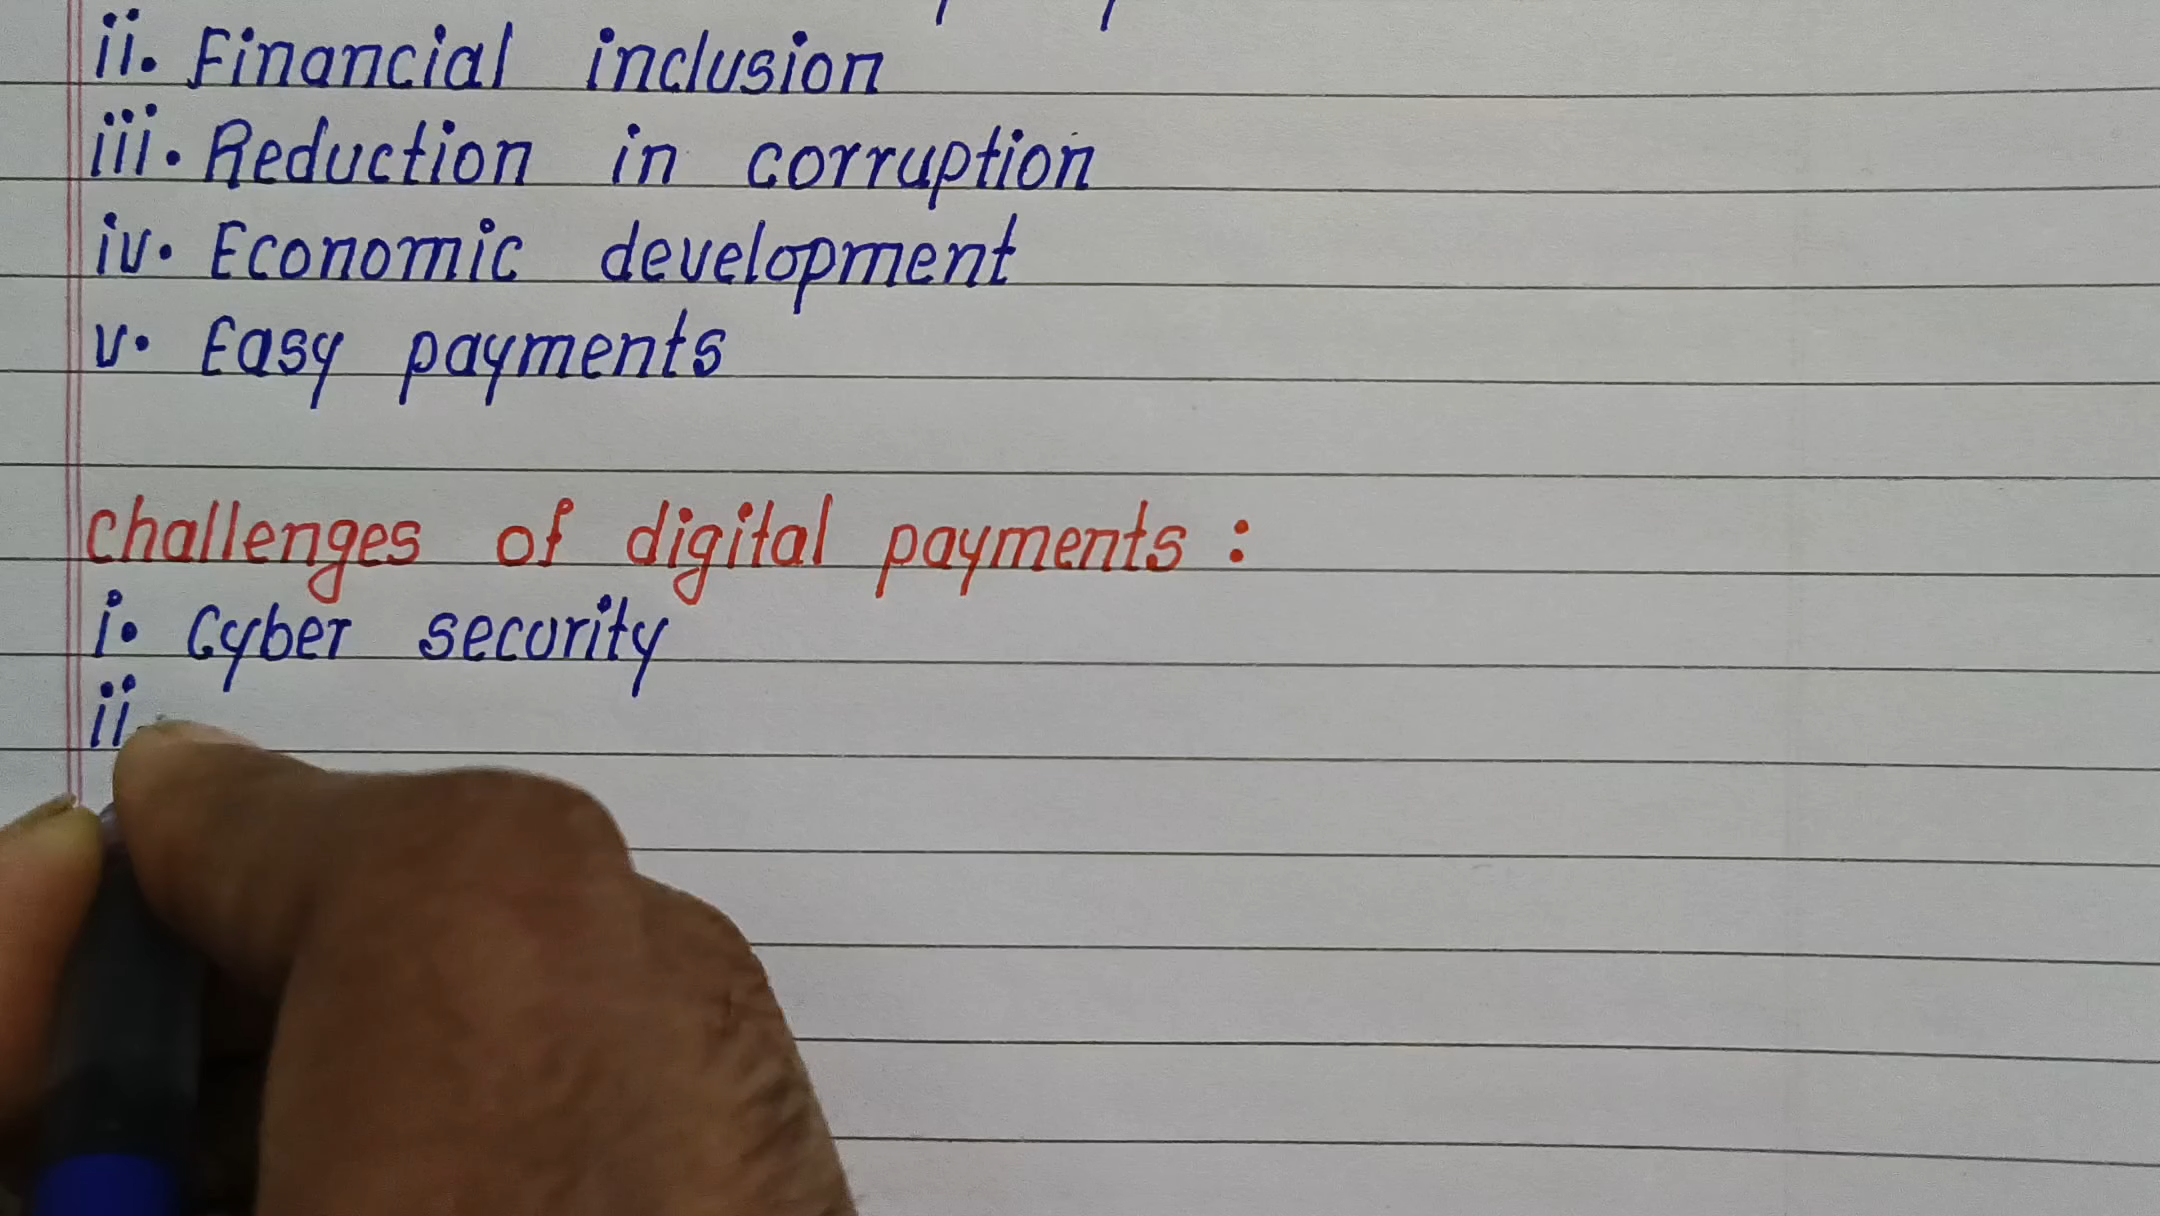 ii. Financial inclusion
iii. Reduction in corruption
iv. Economic development
v. Easy payments
Challenges of digital payments :
i. Cyber security
ii